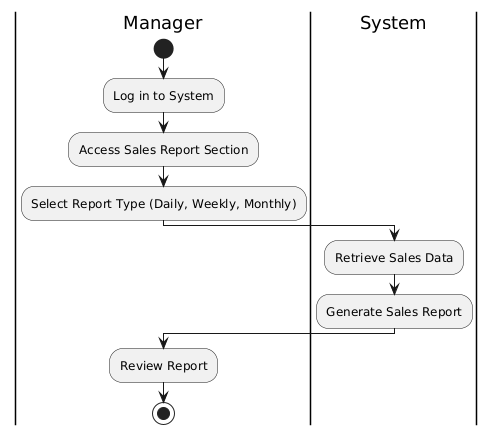 Manager
System
Log in to System
Access Sales Report Section
Select Report Type (Daily, Weekly, Monthly)
Retrieve Sales Data
Generate Sales Report
Review Report